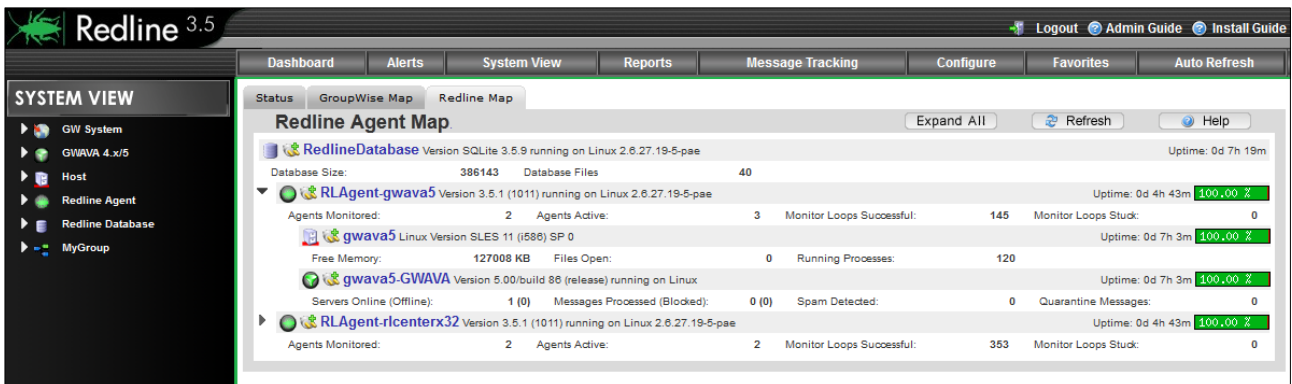 Redline 3.5
Logout Admin Guide Install Guide
Dashboard Alerts System View Reports Message Tracking Configure Favorites Auto Refresh
SYSTEM VIEW
GW System
GWAVA 4.x/5
Host
Redline Agent
Redline Database
MyGroup
Status GroupWise Map Redline Map
Redline Agent Map. Expand All Refresh Help
RedlineDatabase Version SQLite 3.5.9 running on Linux 2.6.27.19-5-pae Uptime: 0d 7h 19m
Database Size: 386143 Database Files 40
RLAgent-gwava5 Version 3.5.1 (1011) running on Linux 2.6.27.19-5-pae Uptime: 0d 4h 43m 100.00 %
Agents Monitored: 2 Agents Active: 3 Monitor Loops Successful: 145 Monitor Loops Stuck: 0
gwava5 Linux Version SLES 11 (i586) SP 0 Uptime: 0d 7h 3m 100.00 %
Free Memory: 127008 KB Files Open: 0 Running Processes: 120
gwava5-GWAVA Version 5.00/build 86 (release) running on Linux Uptime: 0d 7h 3m 100.00 %
Servers Online (Offline): 1 (0) Messages Processed (Blocked): 0 (0) Spam Detected: 0 Quarantine Messages: 0
RLAgent-rlcenterx32 Version 3.5.1 (1011) running on Linux 2.6.27.19-5-pae Uptime: 0d 4h 43m 100.00 %
Agents Monitored: 2 Agents Active: 2 Monitor Loops Successful: 353 Monitor Loops Stuck: 0